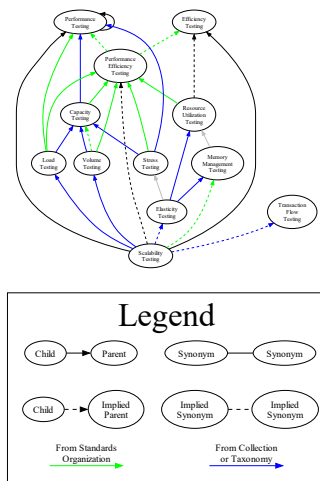 Performance
Testing
Efficiency
Testing
Performance
Efficiency
Testing
Capacity
Testing
Resource
Utilization
Testing
Load
Testing
Volume
Testing
Stress
Testing
Memory
Management
Testing
Elasticity
Testing
Transaction
Flow
Testing
Scalability
Testing
Legend
Child
Parent
Synonym
Synonym
Child
Implied
Parent
Implied
Synonym
Implied
Synonym
From Standards
Organization
From Collection
or Taxonomy